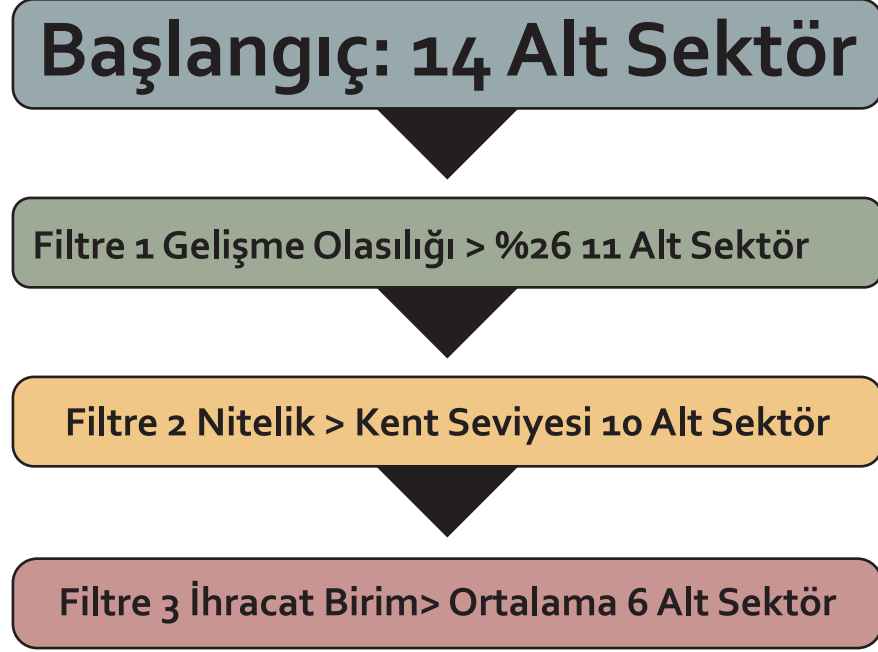 Başlangıç: 14 Alt Sektör
Filtre 1 Gelişme Olasılığı > %26 11 Alt Sektör
Filtre 2 Nitelik > Kent Seviyesi 10 Alt Sektör
Filtre 3 İhracat Birim> Ortalama 6 Alt Sektör